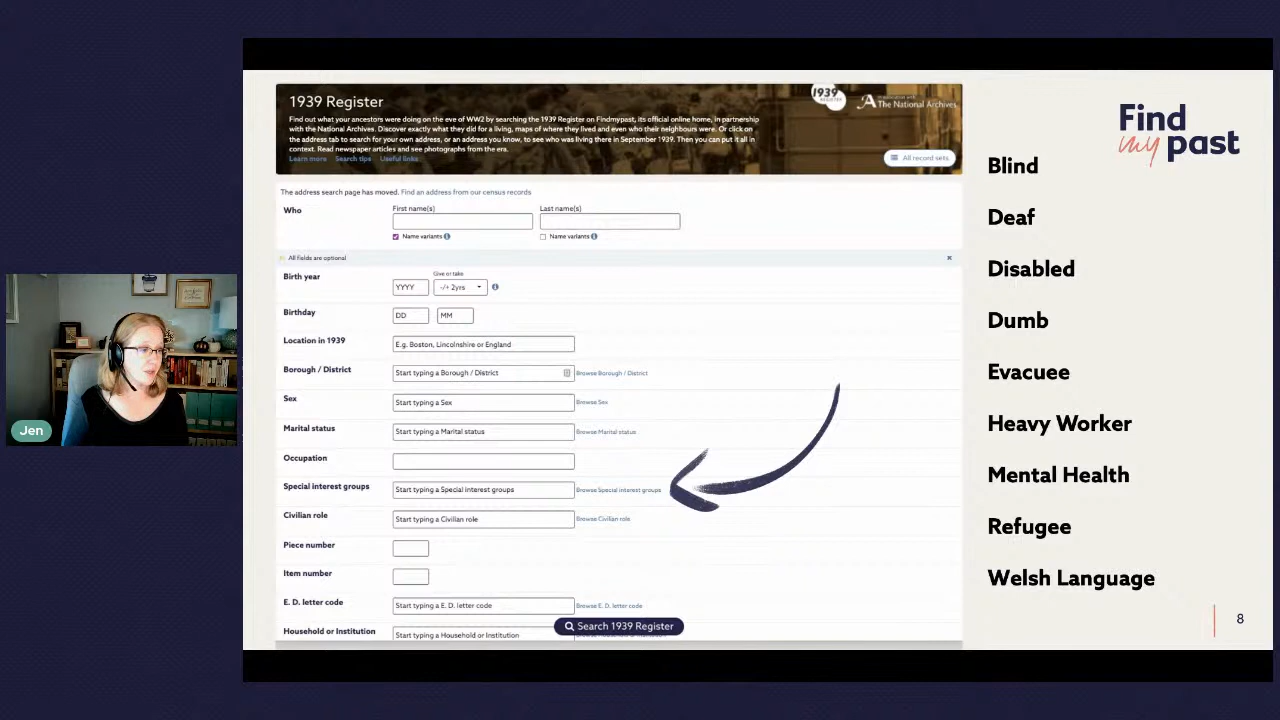 1939 Register
1939
REGISTER
The National Archives
Find out what your ancestors were doing on the eve of WW2 by searching the 1939 Register on Findmypast, its official online home, in partnership
with the National Archives. Discover exactly what they did for a living, maps of where they lived and even who their neighbours were. Or click on
the address tab to search for your own address, or an address you know, to see who was living there in September 1939. Then you can put it all in
context. Read newspaper articles and see photographs from the era.
Learn more Search tips Useful links
All record sets
The address search page has moved. Find an address from our census records
Who
First name(s) Last name(s)
Name variants Name variants
All fields are optional
Birth year
Give or take
YYYY -/+ 2yrs
Birthday
DD MM
Location in 1939
E.g. Boston, Lincolnshire or England
Borough / District
Start typing a Borough / District Browse Borough / District
Sex
Start typing a Sex Browse Sex
Marital status
Start typing a Marital status Browse Marital status
Occupation
Special interest groups
Start typing a Special interest groups Browse Special interest groups
Civilian role
Start typing a Civilian role Browse Civilian role
Piece number
Item number
E. D. letter code
Start typing a E. D. letter code Browse E. D. letter code
Household or Institution
Start typing a Household or Institution
Search 1939 Register
Find
my past
Blind
Deaf
Disabled
Dumb
Evacuee
Heavy Worker
Mental Health
Refugee
Welsh Language
8
Jen